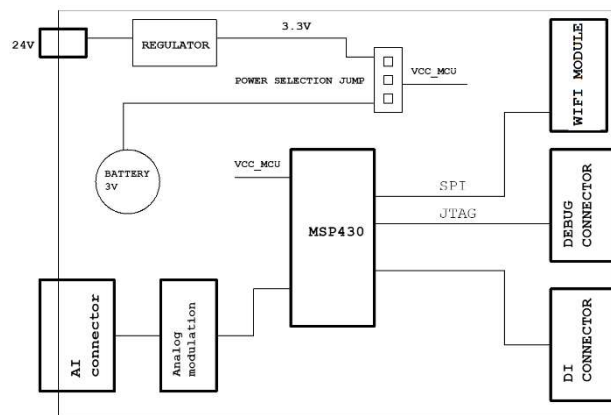 24V
REGULATOR
3.3V
POWER SELECTION JUMP
VCC_MCU
WIFI MODULE
BATTERY
3V
VCC_MCU
MSP430
SPI
JTAG
DEBUG
CONNECTOR
AI
connector
Analog
modulation
DI
CONNECTOR